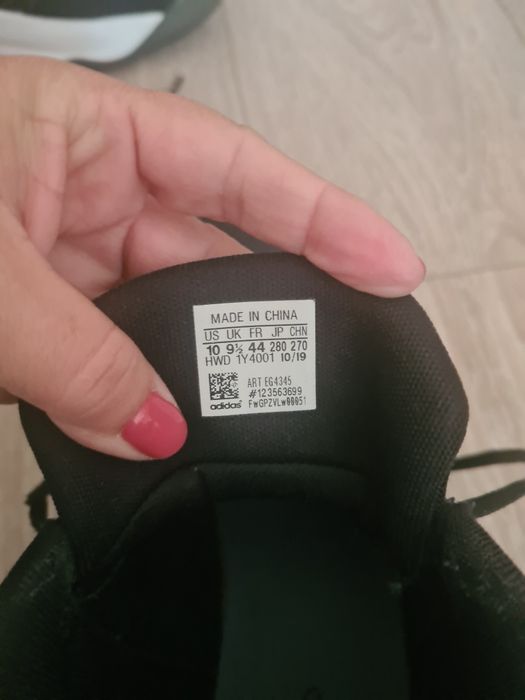 MADE IN CHINA
US UK FR JP CHN
10 9½ 44 280 270
HWD 1Y4001 10/19
ART EG4345
#123563699
adidas FWGPZVLW00051